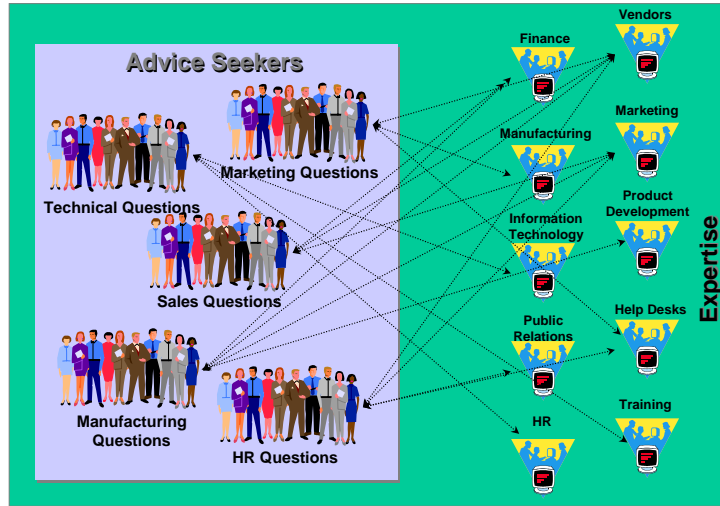 Advice Seekers
Marketing Questions
Technical Questions
Sales Questions
Manufacturing
Questions
HR Questions
Finance
Vendors
Manufacturing
Marketing
Information
Technology
Product
Development
Public
Relations
Help Desks
HR
Training
Expertise